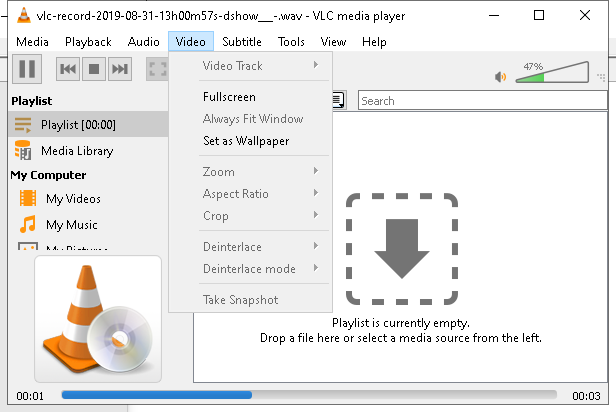 vlc-record-2019-08-31-13h00m57s-dshow___-.wav - VLC media player
Media Playback Audio Video Subtitle Tools View Help
47%
Video Track
Fullscreen
Always Fit Window
Set as Wallpaper
Zoom
Aspect Ratio
Crop
Deinterlace
Deinterlace mode
Take Snapshot
Playlist
Playlist [00:00]
Media Library
My Computer
My Videos
My Music
My Pictures
Search
Playlist is currently empty.
Drop a file here or select a media source from the left.
00:01
00:03